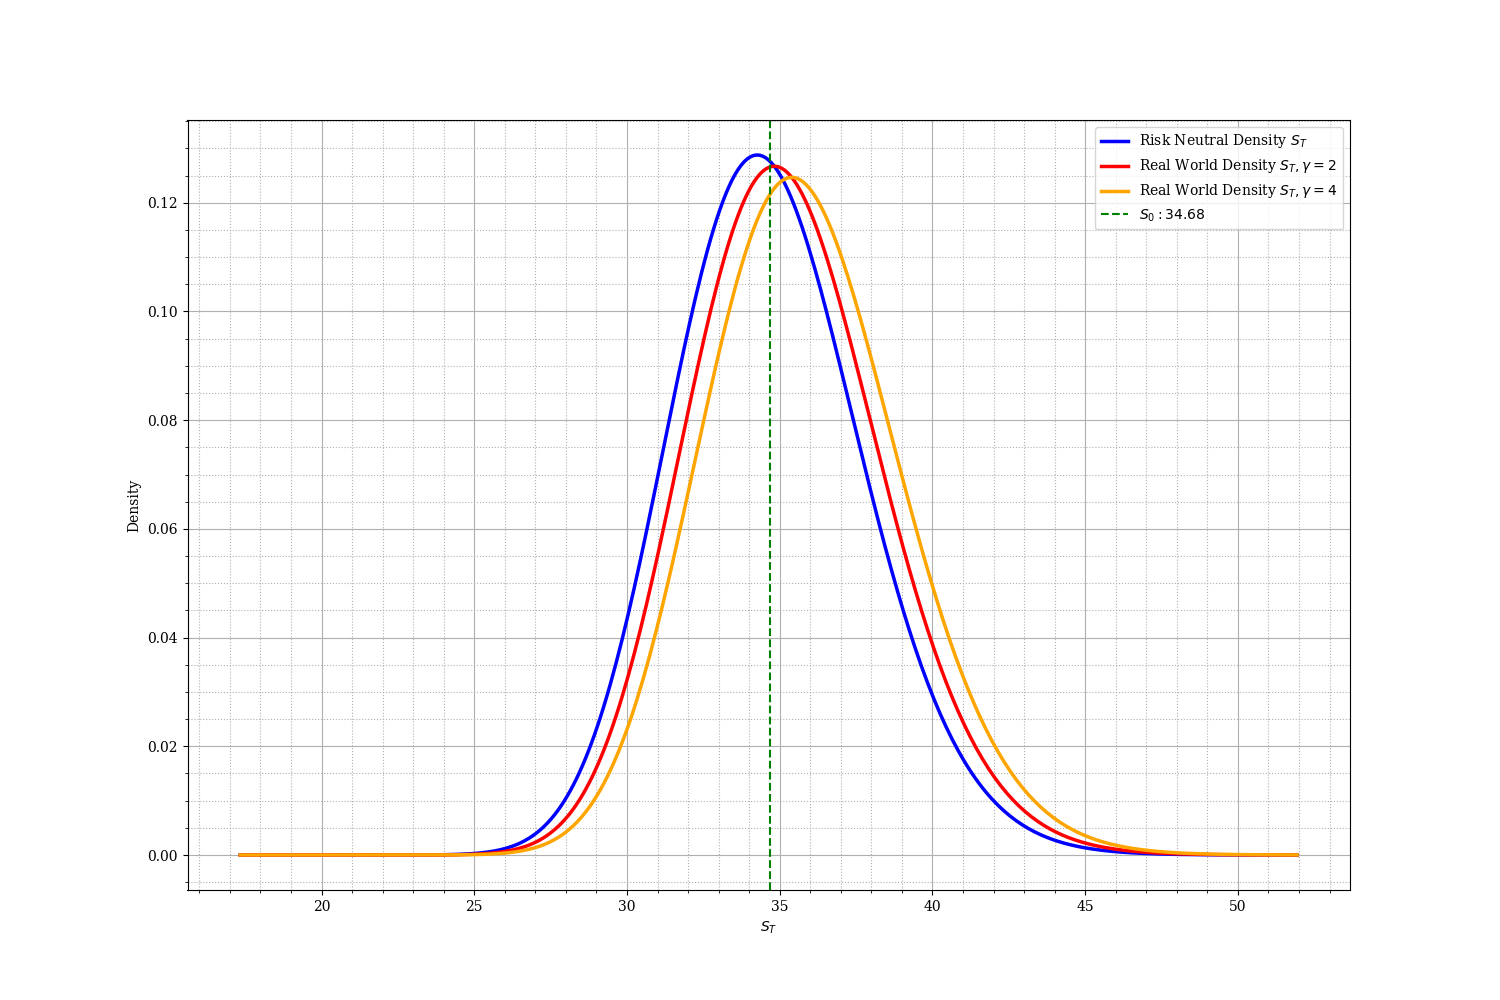 Risk Neutral Density S_T
Real World Density S_T, γ = 2
Real World Density S_T, γ = 4
S_0 : 34.68
0.12
0.10
0.08
0.06
0.04
0.02
0.00
Density
20 25 30 35 40 45 50
S_T